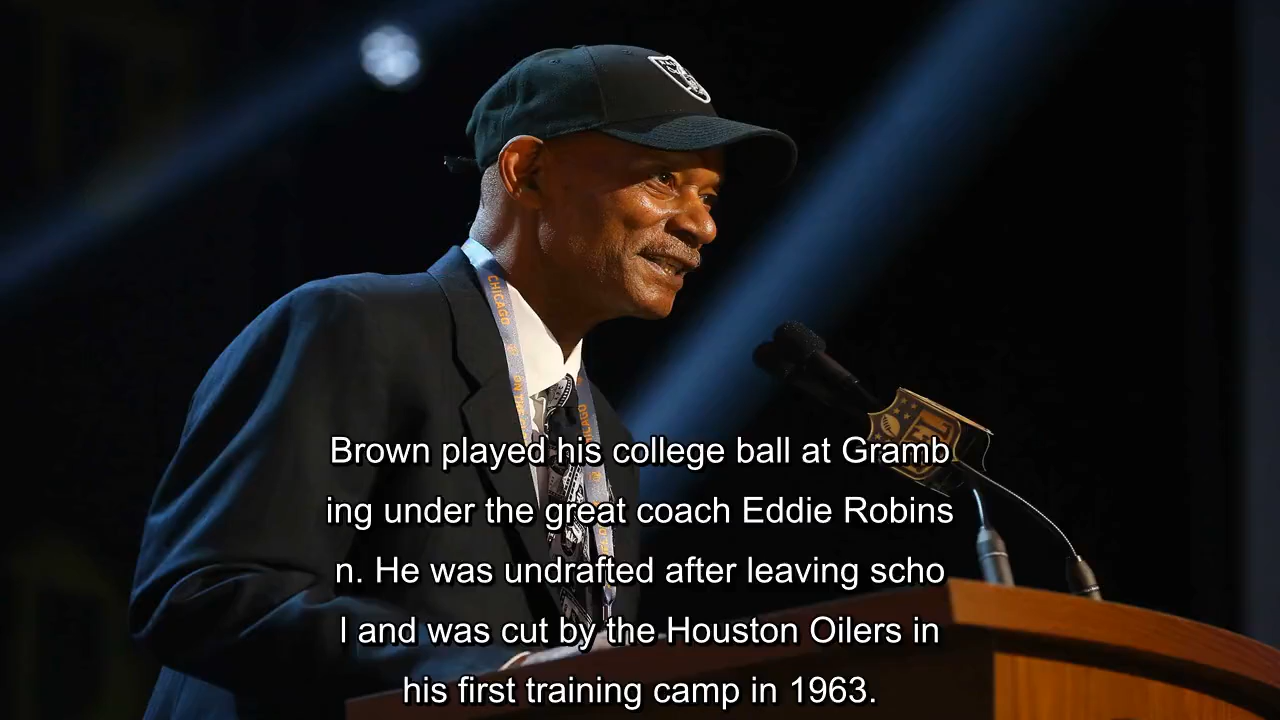 CHICAGO
Brown played his college ball at Gramb
ing under the great coach Eddie Robins
n. He was undrafted after leaving scho
l and was cut by the Houston Oilers in
his first training camp in 1963.